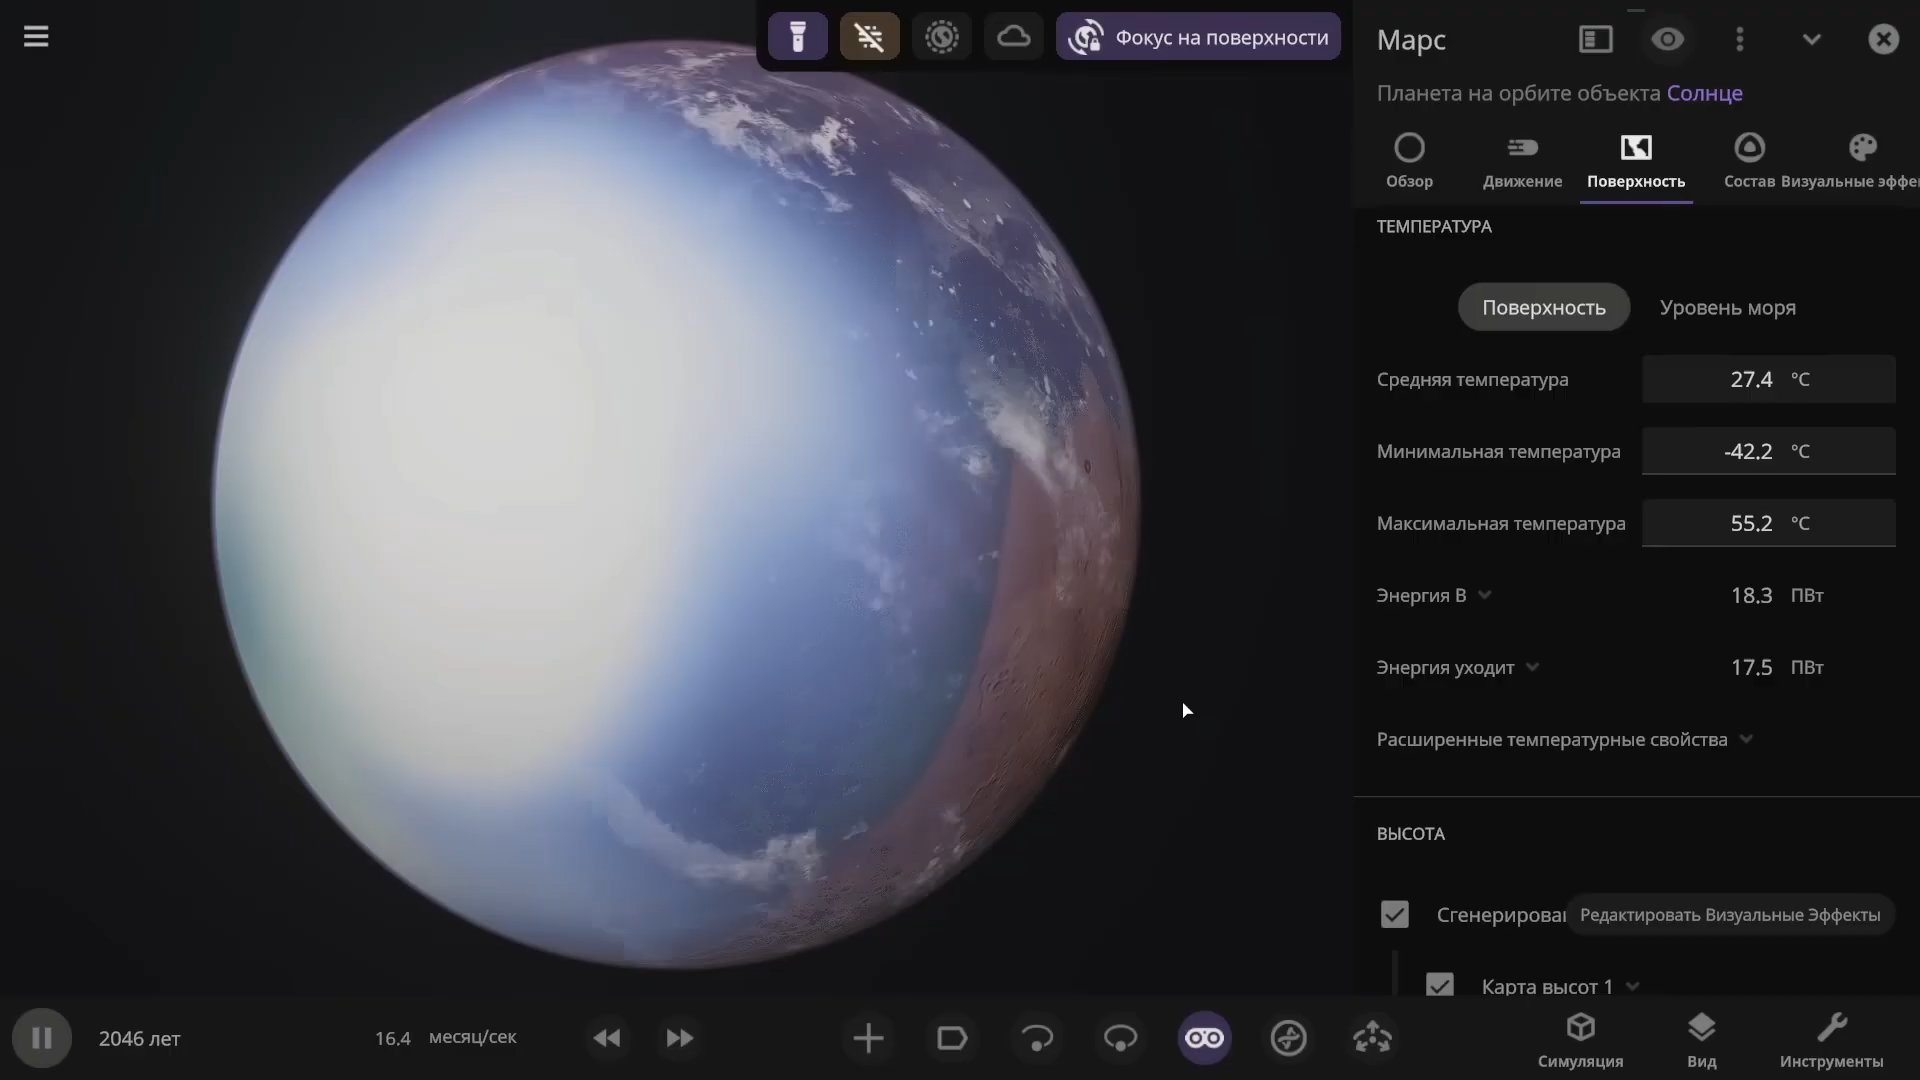 Фокус на поверхности
Марс
Планета на орбите объекта Солнце
Обзор
Движение
Поверхность
Состав
Визуальные эффе
ТЕМПЕРАТУРА
Поверхность
Уровень моря
Средняя температура
27.4 °C
Минимальная температура
-42.2 °C
Максимальная температура
55.2 °C
Энергия В
18.3 ПВт
Энергия уходит
17.5 ПВт
Расширенные температурные свойства
ВЫСОТА
Сгенерирова
Редактировать Визуальные Эффекты
Карта высот 1
2046 лет
16.4 месяц/сек
Симуляция
Вид
Инструменты